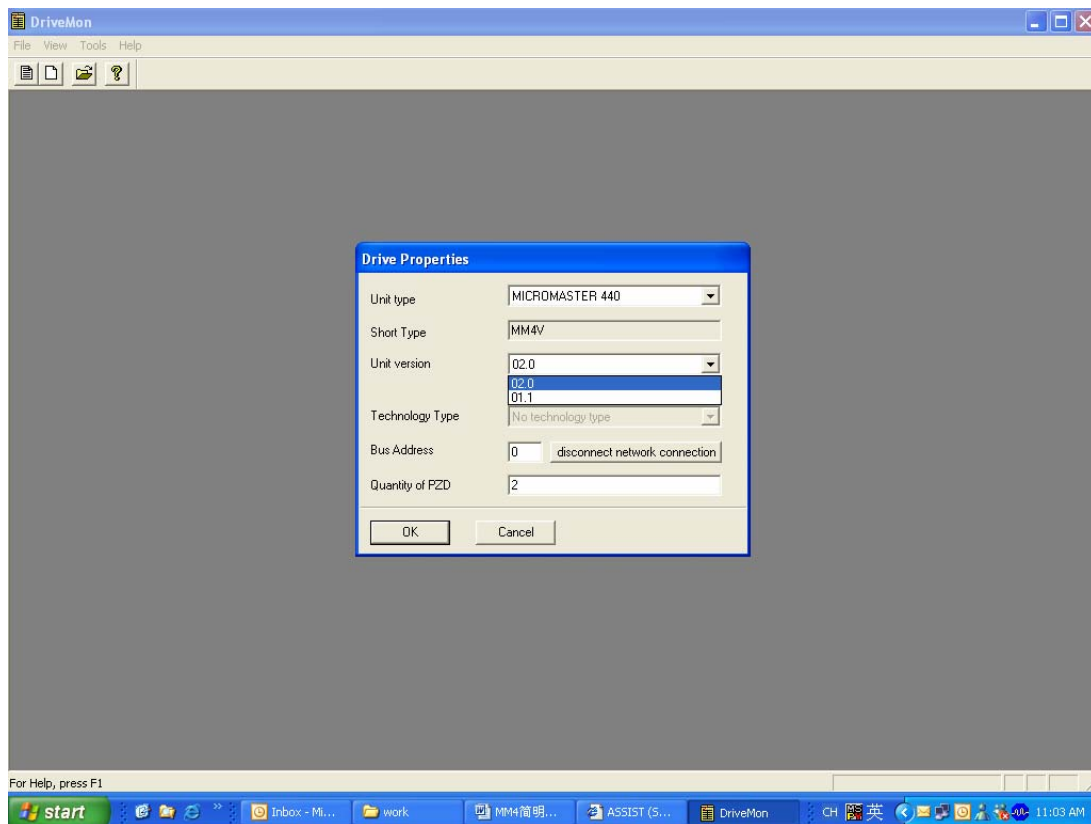 DriveMon
File View Tools Help
Drive Properties
Unit type MICROMASTER 440
Short Type MM4V
Unit version 02.0
02.0
01.1
Technology Type No technology type
Bus Address 0 disconnect network connection
Quantity of PZD 2
OK Cancel
For Help, press F1
start Inbox - Mi... work MM4简明... ASSIST (S... DriveMon CH 英 11:03 AM